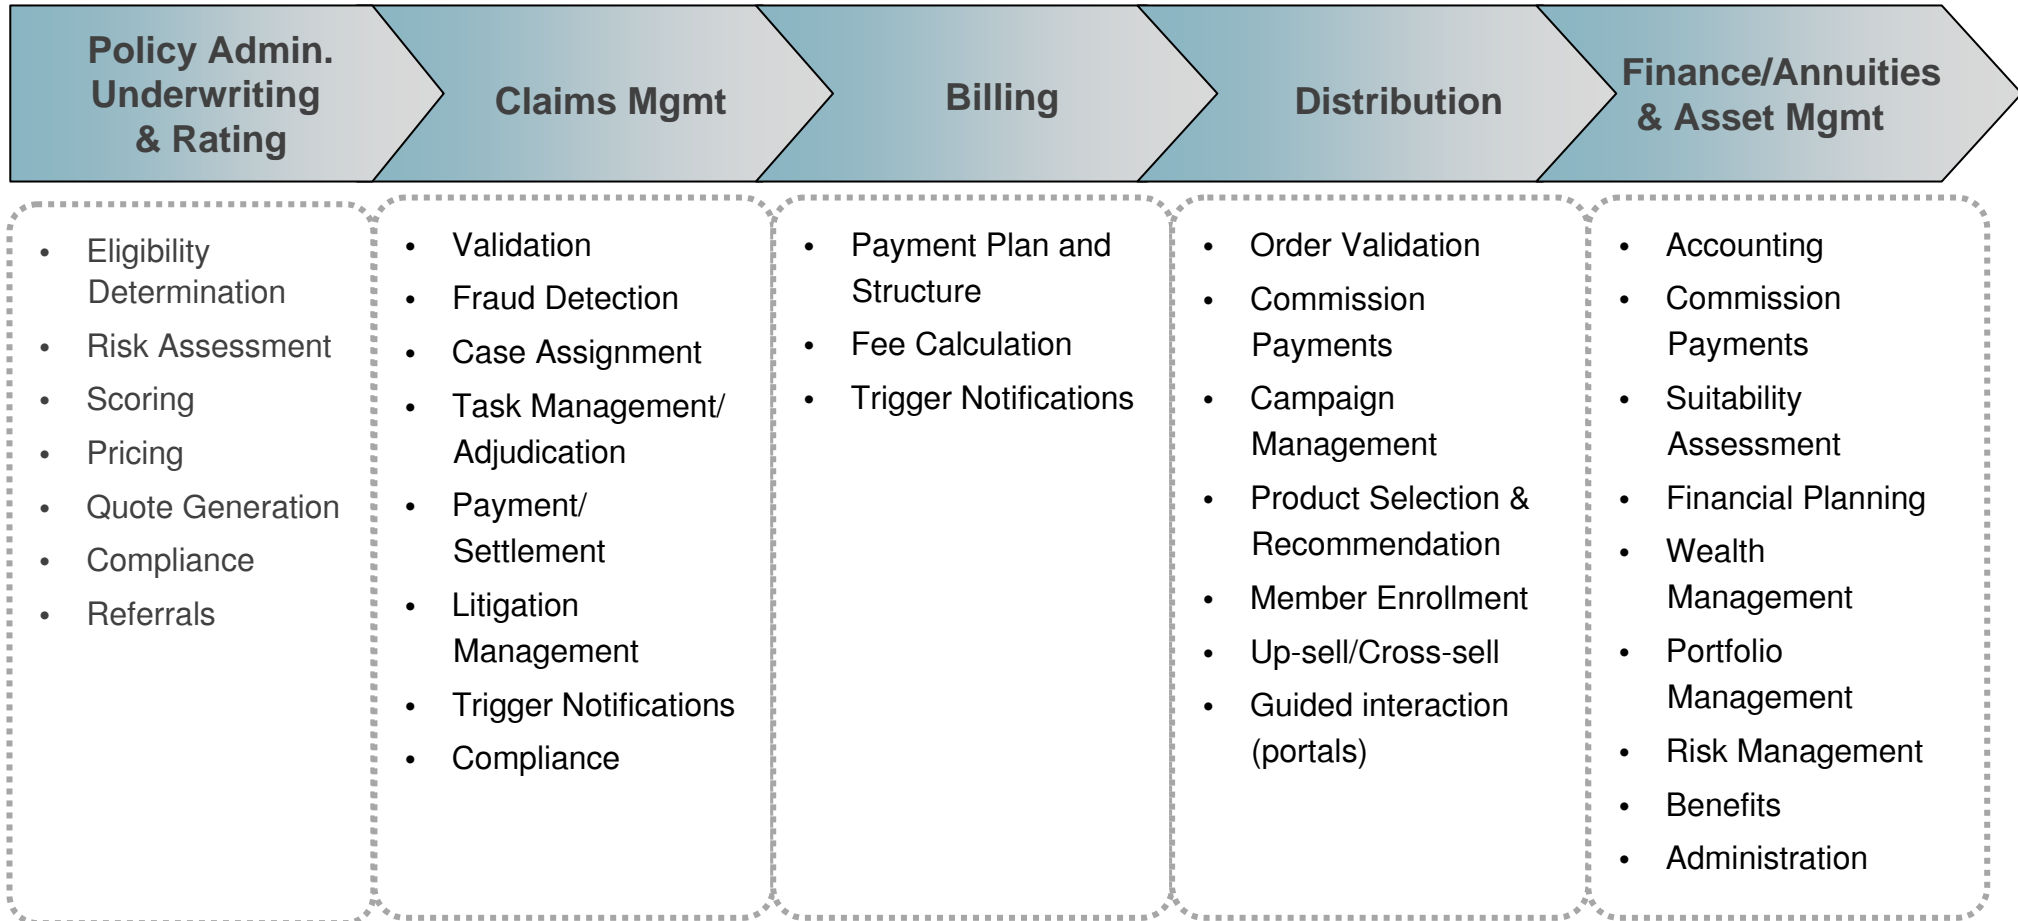 Policy Admin.
Underwriting
& Rating
Claims Mgmt
Billing
Distribution
Finance/Annuities
& Asset Mgmt
• Eligibility
Determination
• Risk Assessment
• Scoring
• Pricing
• Quote Generation
• Compliance
• Referrals
• Validation
• Fraud Detection
• Case Assignment
• Task Management/
Adjudication
• Payment/
Settlement
• Litigation
Management
• Trigger Notifications
• Compliance
• Payment Plan and
Structure
• Fee Calculation
• Trigger Notifications
• Order Validation
• Commission
Payments
• Campaign
Management
• Product Selection &
Recommendation
• Member Enrollment
• Up-sell/Cross-sell
• Guided interaction
(portals)
• Accounting
• Commission
Payments
• Suitability
Assessment
• Financial Planning
• Wealth
Management
• Portfolio
Management
• Risk Management
• Benefits
• Administration